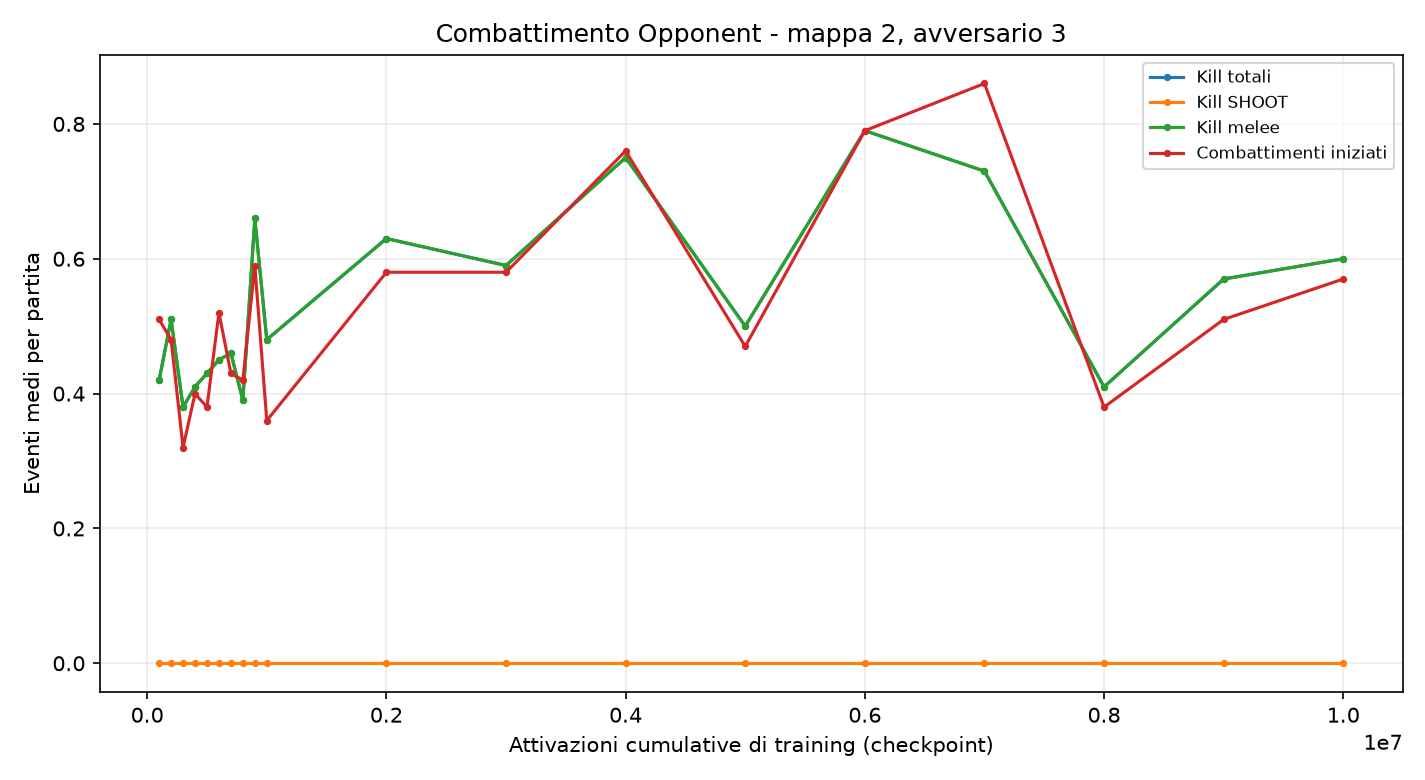 Combattimento Opponent - mappa 2, avversario 3
Kill totali
Kill SHOOT
Kill melee
Combattimenti iniziati
Eventi medi per partita
0.8
0.6
0.4
0.2
0.0
0.0 0.2 0.4 0.6 0.8 1.0
1e7
Attivazioni cumulative di training (checkpoint)